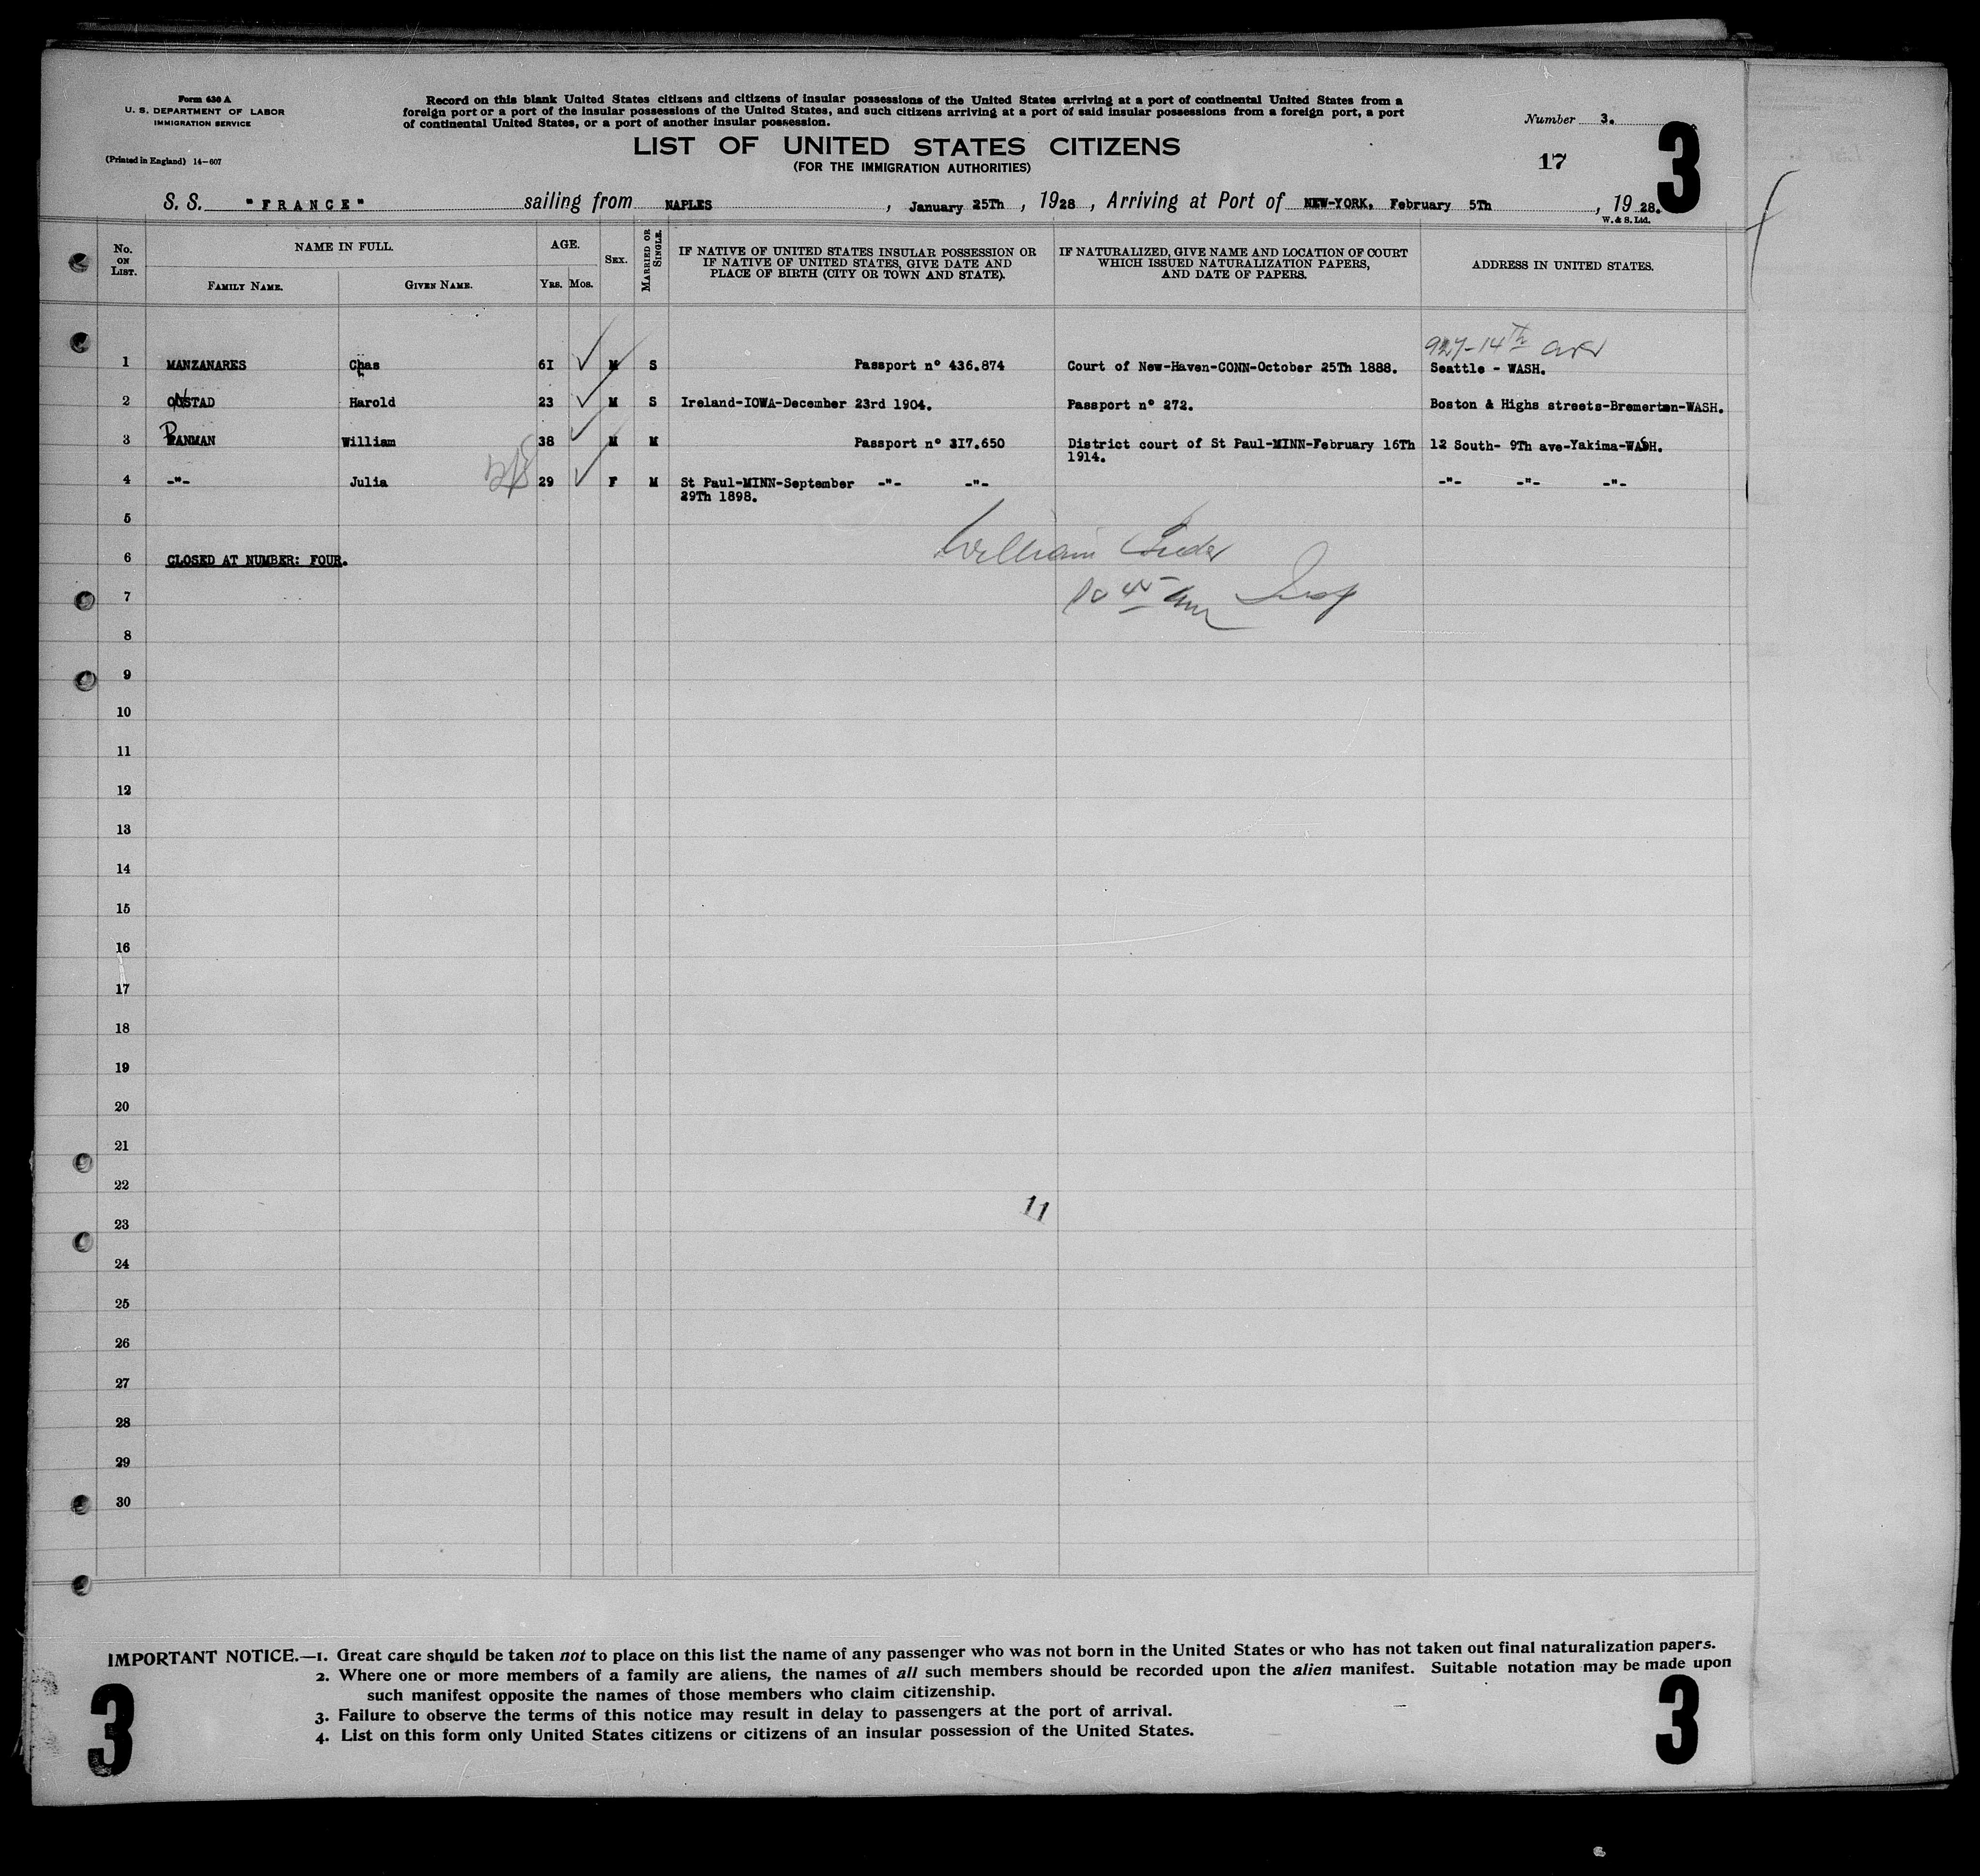 Form 630 A
U. S. DEPARTMENT OF LABOR
IMMIGRATION SERVICE
(Printed in England) 14-607
Record on this blank United States citizens and citizens of insular possessions of the United States arriving at a port of continental United States from a
foreign port or a port of the insular possessions of the United States, and such citizens arriving at a port of said insular possessions from a foreign port, a port
of continental United States, or a port of another insular possession.
LIST OF UNITED STATES CITIZENS
(FOR THE IMMIGRATION AUTHORITIES)
Number 3.
17
3
S. S. "FRANCE" sailing from NAPLES, January 25Th, 1928, Arriving at Port of NEW-YORK, February 5Th, 1928.
W. & S. Ltd.
No. ON LIST.
NAME IN FULL.
FAMILY NAME. GIVEN NAME.
AGE.
YRS. MOS.
SEX.
MARRIED OR SINGLE.
IF NATIVE OF UNITED STATES INSULAR POSSESSION OR
IF NATIVE OF UNITED STATES, GIVE DATE AND
PLACE OF BIRTH (CITY OR TOWN AND STATE).
IF NATURALIZED, GIVE NAME AND LOCATION OF COURT
WHICH ISSUED NATURALIZATION PAPERS,
AND DATE OF PAPERS.
ADDRESS IN UNITED STATES.
927-14th ave
1 MANZANARES Chas 6I M S Passport n° 436.874 Court of New-Haven-CONN-October 25Th 1888. Seattle - WASH.
2 Harold 23 M S Ireland-IOWA-December 23rd 1904. Passport n° 272. Boston & Highs streets-Bremerton-WASH.
3 William 38 M M Passport n° 3I7.650 District court of St Paul-MINN-February 16Th 12 South- 9Th ave-Yakima-WASH.
1914.
4 -"- Julia 29 F M St Paul-MINN-September -"- -"- -"- -"- -"-
29Th 1898.
5
6 CLOSED AT NUMBER: FOUR.
William
10 45 am Insp
7
8
9
10
11
12
13
14
15
16
17
18
19
20
21
22
11
23
24
25
26
27
28
29
30
IMPORTANT NOTICE.—1. Great care should be taken not to place on this list the name of any passenger who was not born in the United States or who has not taken out final naturalization papers.
2. Where one or more members of a family are aliens, the names of all such members should be recorded upon the alien manifest. Suitable notation may be made upon
such manifest opposite the names of those members who claim citizenship.
3. Failure to observe the terms of this notice may result in delay to passengers at the port of arrival.
4. List on this form only United States citizens or citizens of an insular possession of the United States.
3
3